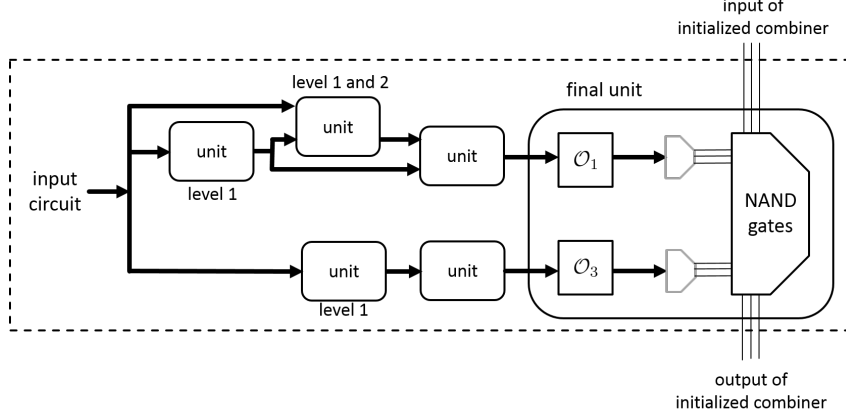 input of
initialized combiner
level 1 and 2
final unit
unit
unit
unit
level 1
input
circuit
𝒪₁
NAND
gates
unit
unit
level 1
𝒪₃
output of
initialized combiner